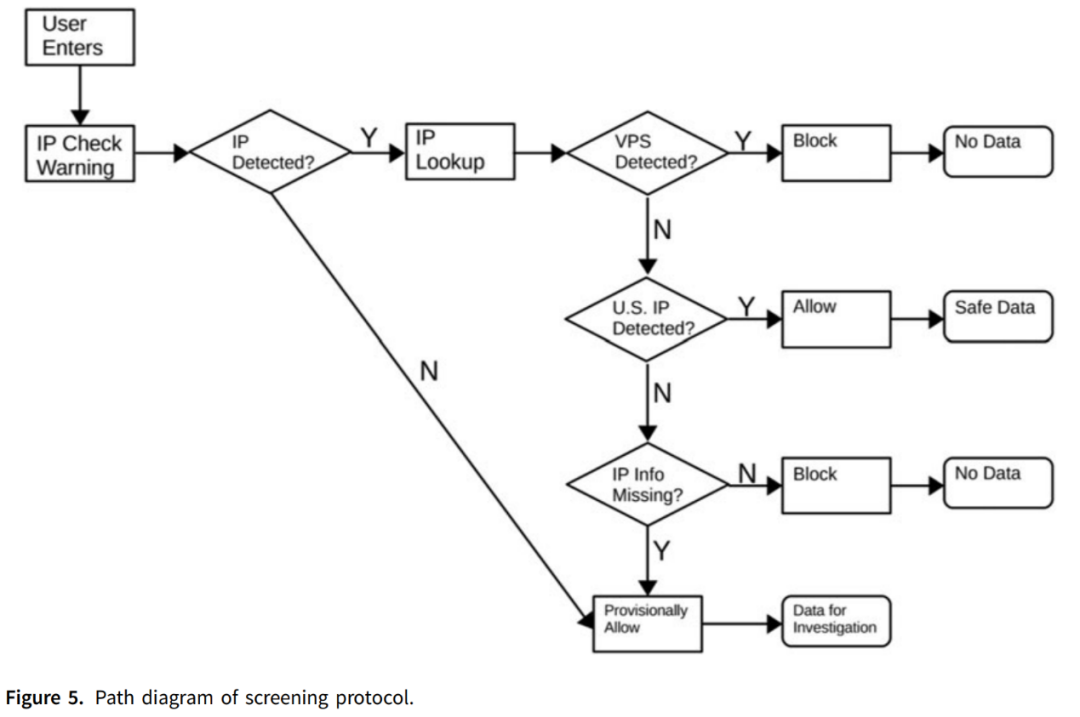 User
Enters
IP Check
Warning
IP
Detected?
Y
IP
Lookup
VPS
Detected?
Y
Block
No Data
N
U.S. IP
Detected?
Y
Allow
Safe Data
N
N
IP Info
Missing?
N
Block
No Data
Y
Provisionally
Allow
Data for
Investigation
Figure 5. Path diagram of screening protocol.